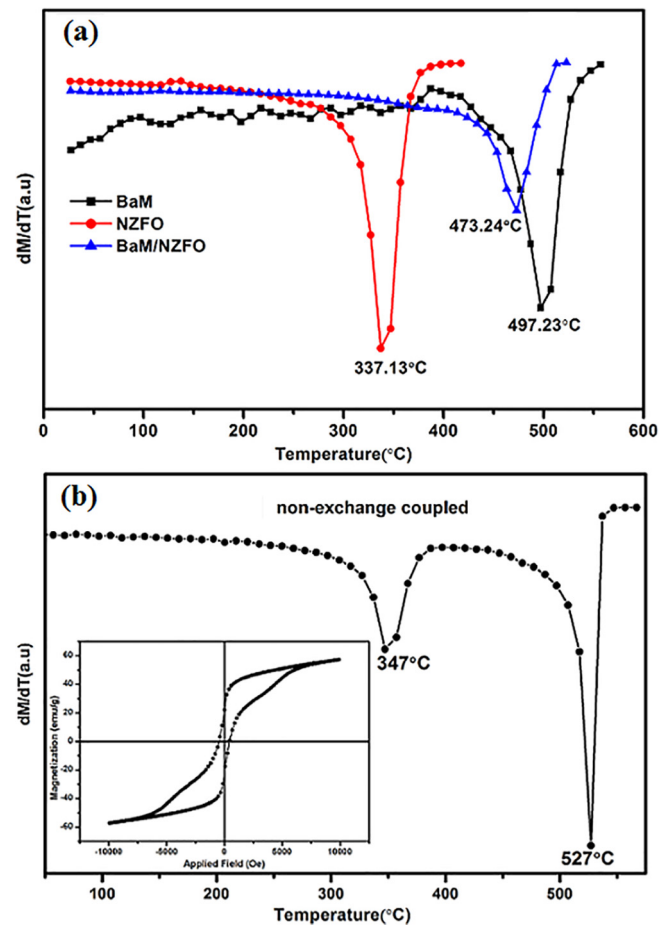 (a)
dM/dT(a.u)
BaM
NZFO
BaM/NZFO
473.24°C
497.23°C
337.13°C
0 100 200 300 400 500 600
Temperature(°C)
(b)
non-exchange coupled
dM/dT(a.u)
347°C
527°C
Magnetization (emu/g)
60
40
20
0
-20
-40
-60
-10000 -5000 0 5000 10000
Applied Field (Oe)
100 200 300 400 500
Temperature(°C)